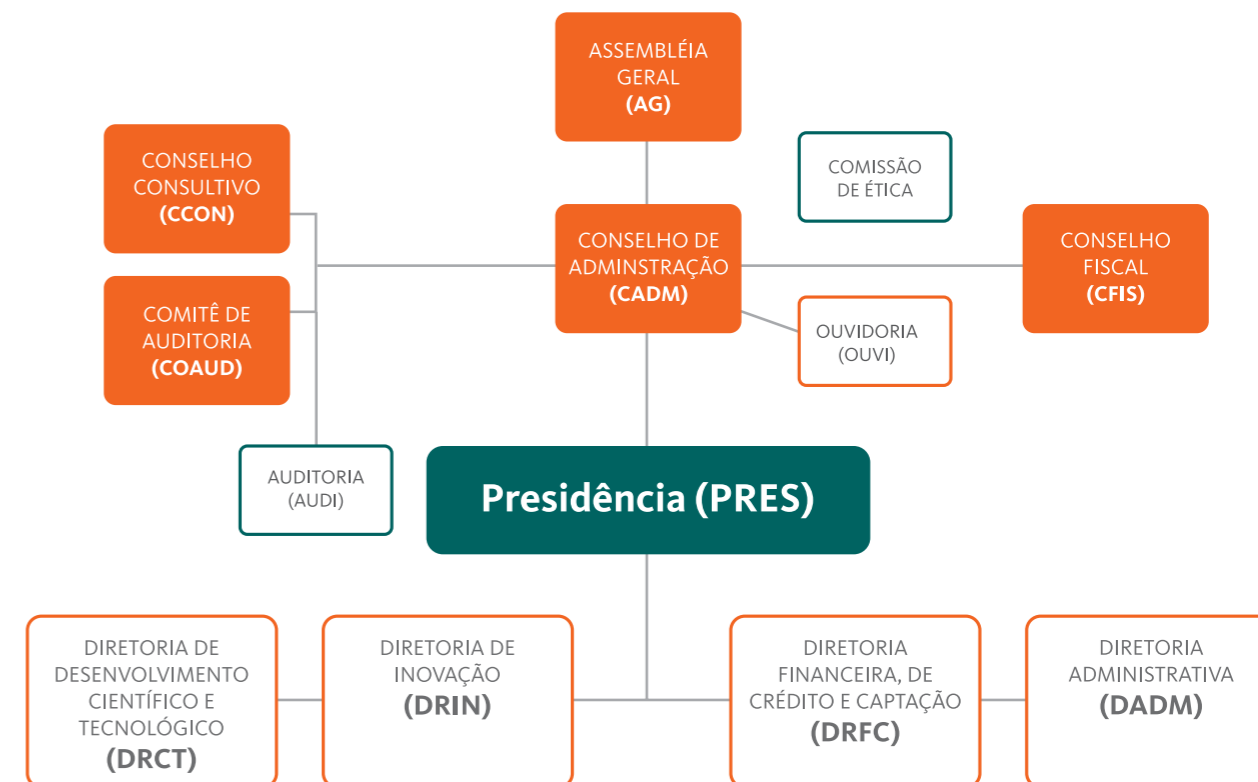 ASSEMBLÉIA
GERAL
(AG)
CONSELHO
CONSULTIVO
(CCON)
COMISSÃO
DE ÉTICA
CONSELHO DE
ADMINSTRAÇÃO
(CADM)
CONSELHO
FISCAL
(CFIS)
COMITÊ DE
AUDITORIA
(COAUD)
OUVIDORIA
(OUVI)
AUDITORIA
(AUDI)
Presidência (PRES)
DIRETORIA DE
DESENVOLVIMENTO
CIENTÍFICO E
TECNOLÓGICO
(DRCT)
DIRETORIA DE
INOVAÇÃO
(DRIN)
DIRETORIA
FINANCEIRA, DE
CRÉDITO E CAPTAÇÃO
(DRFC)
DIRETORIA
ADMINISTRATIVA
(DADM)